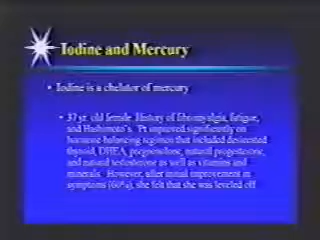 Iodine and Mercury
• Iodine is a chelator of mercury
• 37 yr. old female. History of fibromyalgia, fatigue,
and Hashimoto's. Pt improved significantly on
hormone balancing regimen that included desiccated
thyroid, DHEA, pregnenolone, natural progesterone,
and natural testosterone as well as vitamins and
minerals. However, after initial improvement in
symptoms (60%), she felt that she was leveled off